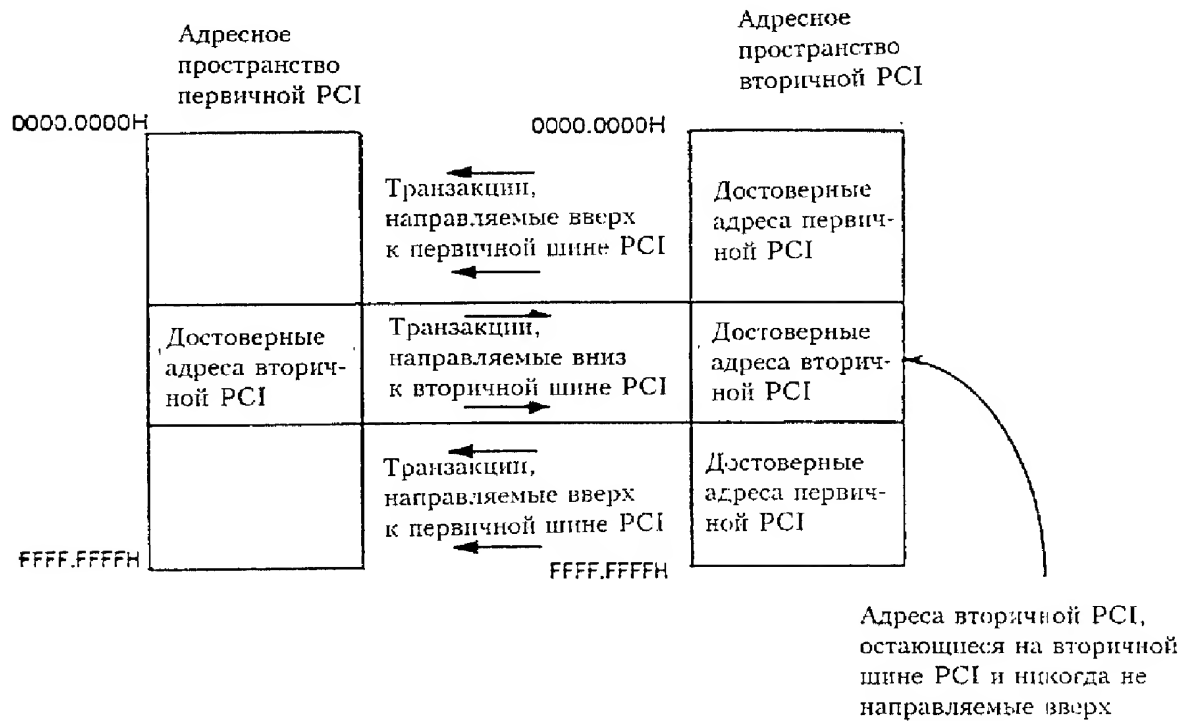 Адресное
пространство
первичной PCI
Адресное
пространство
вторичной PCI
0000.0000H
0000.0000H
Транзакции,
направляемые вверх
к первичной шине PCI
Достоверные
адреса первич-
ной PCI
Достоверные
адреса вторич-
ной PCI
Транзакции,
направляемые вниз
к вторичной шине PCI
Достоверные
адреса вторич-
ной PCI
Транзакции,
направляемые вверх
к первичной шине PCI
Достоверные
адреса первич-
ной PCI
FFFF.FFFFH
FFFF.FFFFH
Адреса вторичной PCI,
остающиеся на вторичной
шине PCI и никогда не
направляемые вверх